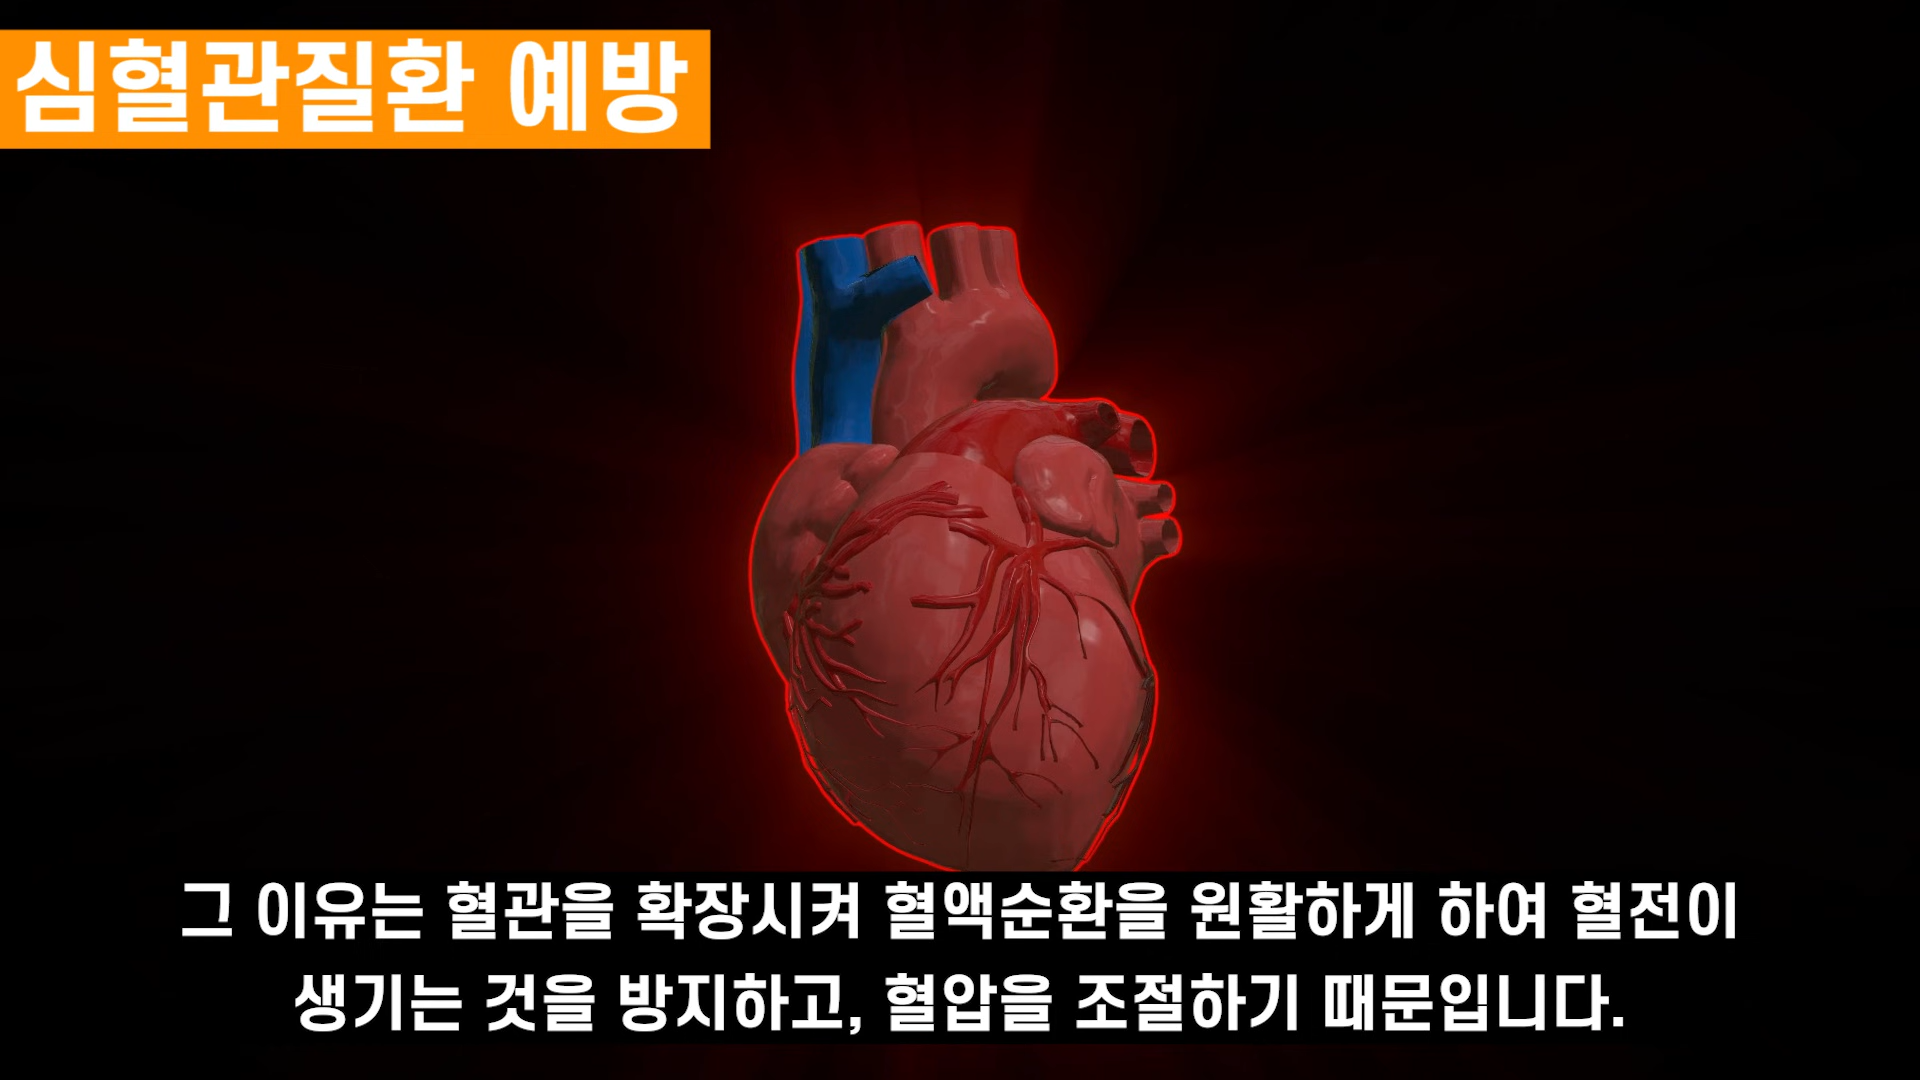 심혈관질환 예방
그 이유는 혈관을 확장시켜 혈액순환을 원활하게 하여 혈전이
생기는 것을 방지하고, 혈압을 조절하기 때문입니다.